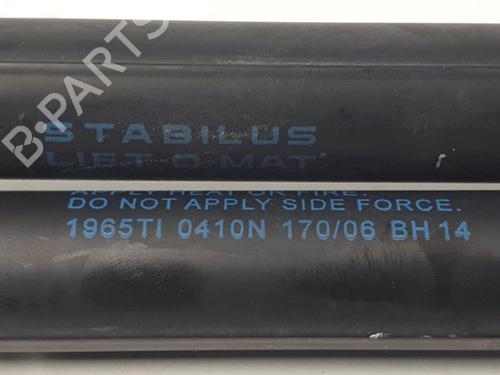 B-PARTS
STABILUS
LIFT-O-MAT
APPLY HEAT OR FIRE.
DO NOT APPLY SIDE FORCE.
1965TI 0410N 170/06 BH14